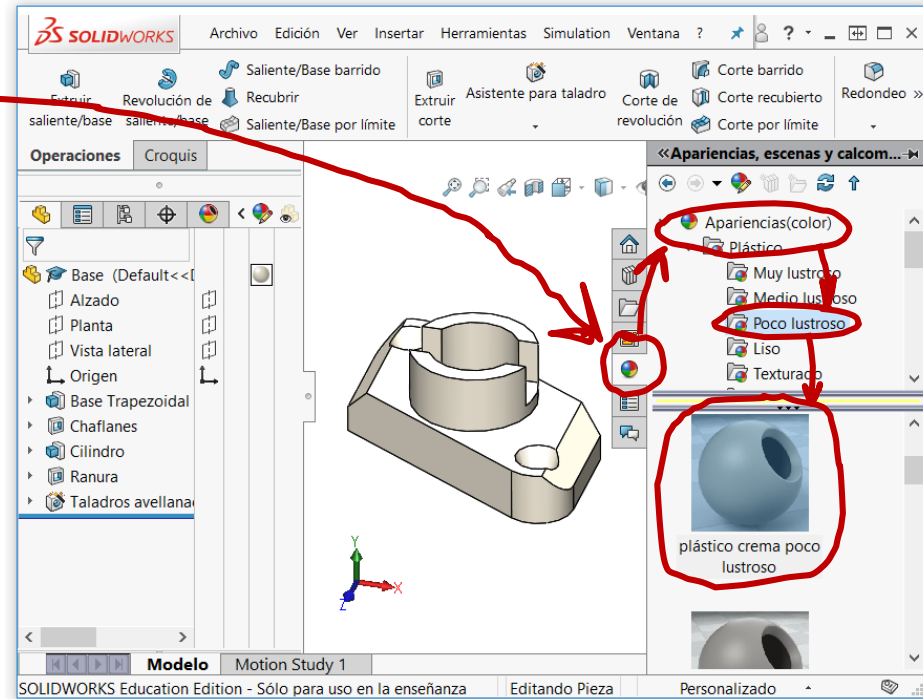 SOLIDWORKS
Archivo Edición Ver Insertar Herramientas Simulation Ventana ?
Extruir saliente/base
Revolución de saliente/base
Saliente/Base barrido
Recubrir
Saliente/Base por límite
Extruir corte
Asistente para taladro
Corte de revolución
Corte barrido
Corte recubierto
Corte por límite
Redondeo
Operaciones Croquis
«Apariencias, escenas y calcom...
Base (Default<<D
Alzado
Planta
Vista lateral
Origen
Base Trapezoidal
Chaflanes
Cilindro
Ranura
Taladros avellana
Y
X
Z
Apariencias(color)
Plástico
Muy lustroso
Medio lustroso
Poco lustroso
Liso
Texturado
plástico crema poco
lustroso
Modelo Motion Study 1
SOLIDWORKS Education Edition - Sólo para uso en la enseñanza Editando Pieza Personalizado